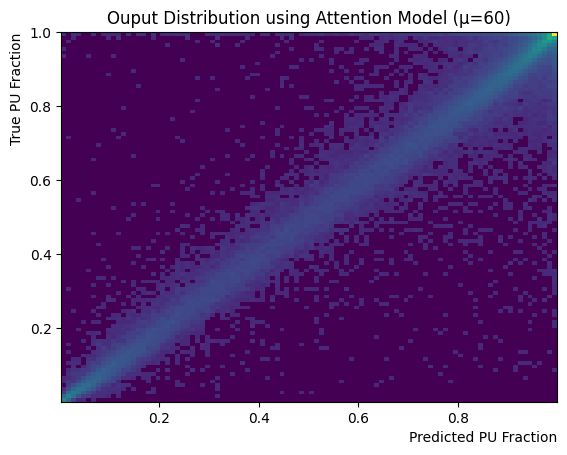 Ouput Distribution using Attention Model (μ=60)
True PU Fraction
1.0
0.8
0.6
0.4
0.2
0.2 0.4 0.6 0.8
Predicted PU Fraction